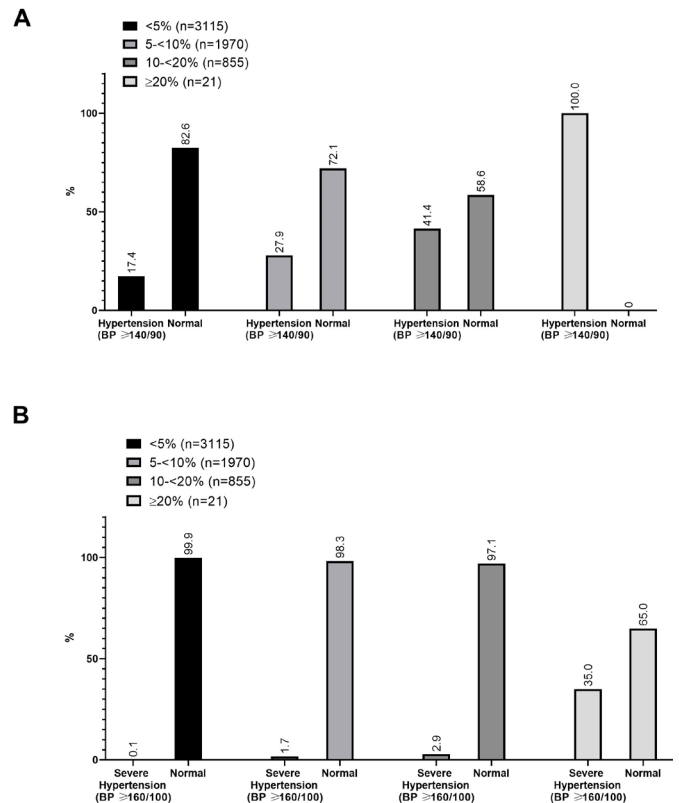 A
<5% (n=3115)
5-<10% (n=1970)
10-<20% (n=855)
≥20% (n=21)
100
50
0
%
17.4
82.6
27.9
72.1
41.4
58.6
100.0
0
Hypertension Normal Hypertension Normal Hypertension Normal Hypertension Normal
(BP ⩾140/90) (BP ⩾140/90) (BP ⩾140/90) (BP ⩾140/90)
B
<5% (n=3115)
5-<10% (n=1970)
10-<20% (n=855)
≥20% (n=21)
100
50
0
%
0.1
99.9
1.7
98.3
2.9
97.1
35.0
65.0
Severe Normal Severe Normal Severe Normal Severe Normal
Hypertension Hypertension Hypertension Hypertension
(BP ⩾160/100) (BP ⩾160/100) (BP ⩾160/100) (BP ⩾160/100)